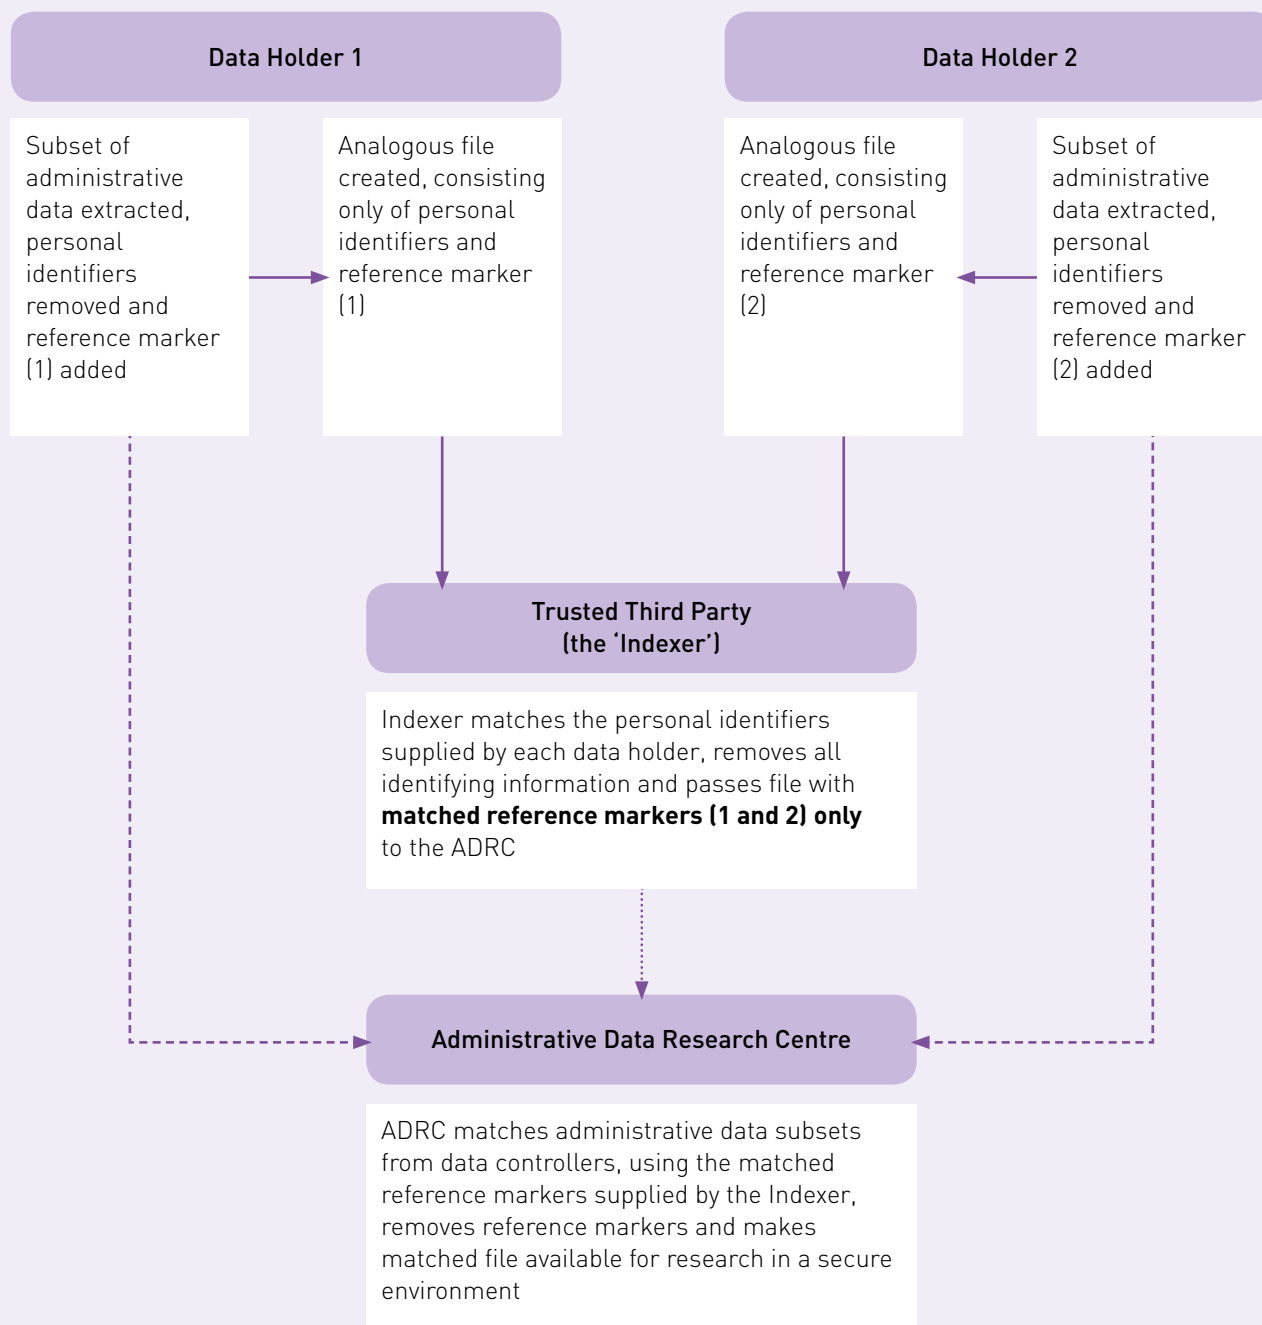 Data Holder 1
Subset of
administrative
data extracted,
personal
identifiers
removed and
reference marker
(1) added
Analogous file
created, consisting
only of personal
identifiers and
reference marker
(1)
Data Holder 2
Analogous file
created, consisting
only of personal
identifiers and
reference marker
(2)
Subset of
administrative
data extracted,
personal
identifiers
removed and
reference marker
(2) added
Trusted Third Party
(the ‘Indexer’)
Indexer matches the personal identifiers
supplied by each data holder, removes all
identifying information and passes file with
matched reference markers (1 and 2) only
to the ADRC
Administrative Data Research Centre
ADRC matches administrative data subsets
from data controllers, using the matched
reference markers supplied by the Indexer,
removes reference markers and makes
matched file available for research in a secure
environment